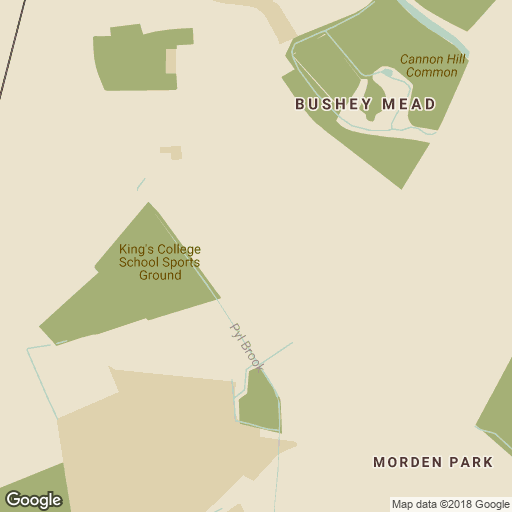 Cannon Hill
Common
BUSHEY MEAD
King's College
School Sports
Ground
Pyl Brook
MORDEN PARK
Google
Map data ©2018 Google